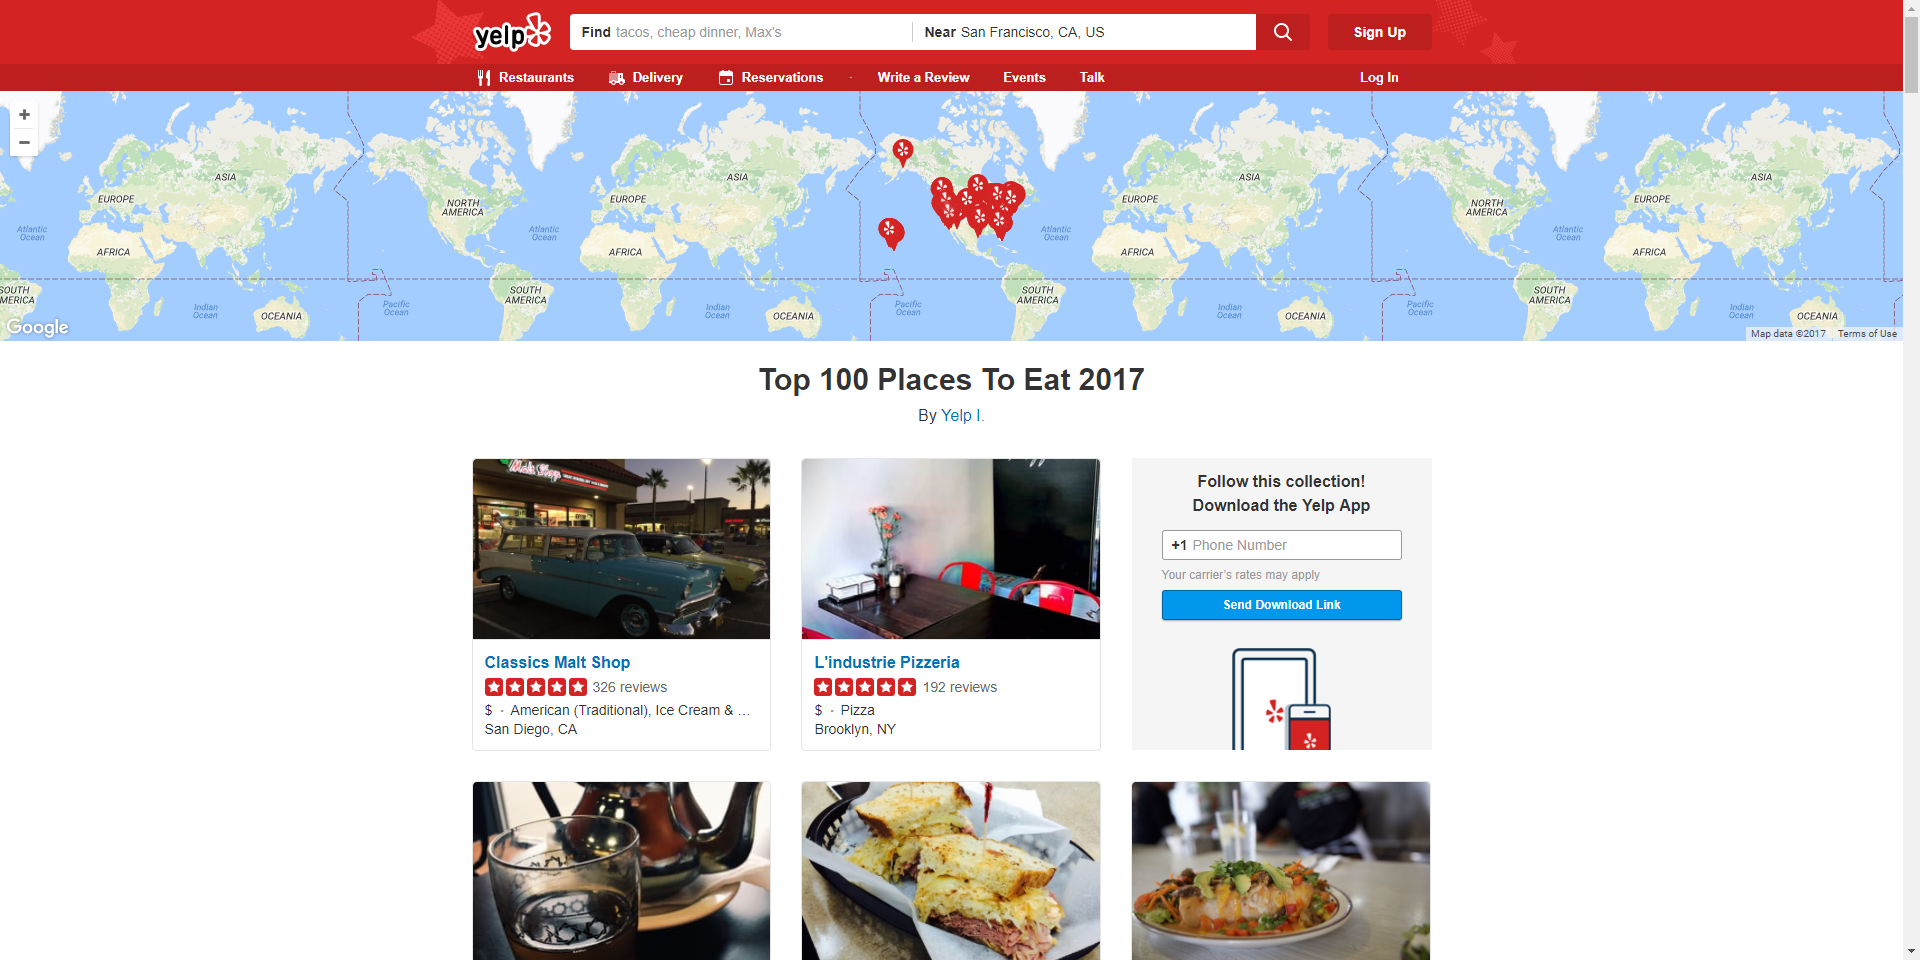 yelp
Find tacos, cheap dinner, Max's
Near San Francisco, CA, US
Sign Up
Restaurants
Delivery
Reservations
Write a Review
Events
Talk
Log In
+
−
ASIA
ASIA
ASIA
ASIA
EUROPE
NORTH AMERICA
EUROPE
EUROPE
NORTH AMERICA
EUROPE
Atlantic Ocean
Atlantic Ocean
Atlantic Ocean
Atlantic Ocean
AFRICA
AFRICA
AFRICA
AFRICA
SOUTH AMERICA
SOUTH AMERICA
SOUTH AMERICA
SOUTH AMERICA
Indian Ocean
Pacific Ocean
Indian Ocean
Pacific Ocean
Indian Ocean
Pacific Ocean
Indian Ocean
OCEANIA
OCEANIA
OCEANIA
OCEANIA
Google
Map data ©2017
Terms of Use
Top 100 Places To Eat 2017
By Yelp I.
Malt Shop
Follow this collection!
Download the Yelp App
+1 Phone Number
Your carrier's rates may apply
Send Download Link
Classics Malt Shop
326 reviews
$ · American (Traditional), Ice Cream & ...
San Diego, CA
L'industrie Pizzeria
192 reviews
$ · Pizza
Brooklyn, NY